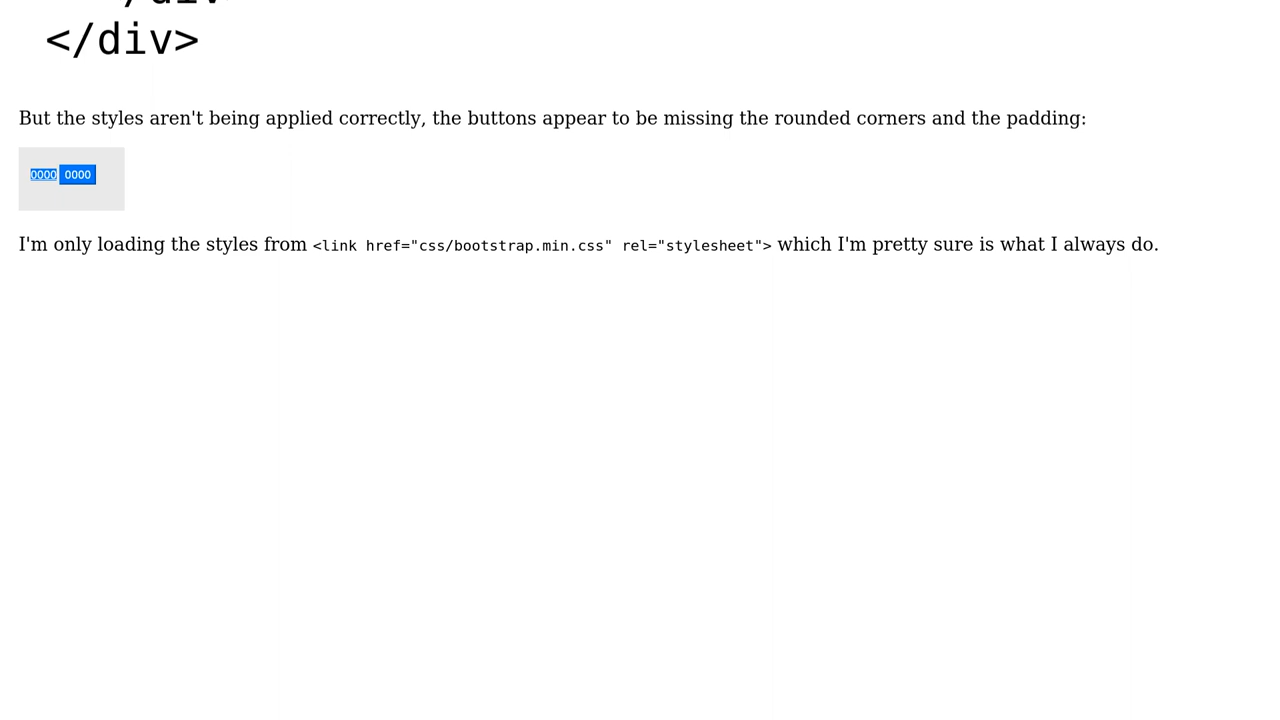 </div>
</div>
But the styles aren't being applied correctly, the buttons appear to be missing the rounded corners and the padding:
0000 0000
I'm only loading the styles from <link href="css/bootstrap.min.css" rel="stylesheet"> which I'm pretty sure is what I always do.